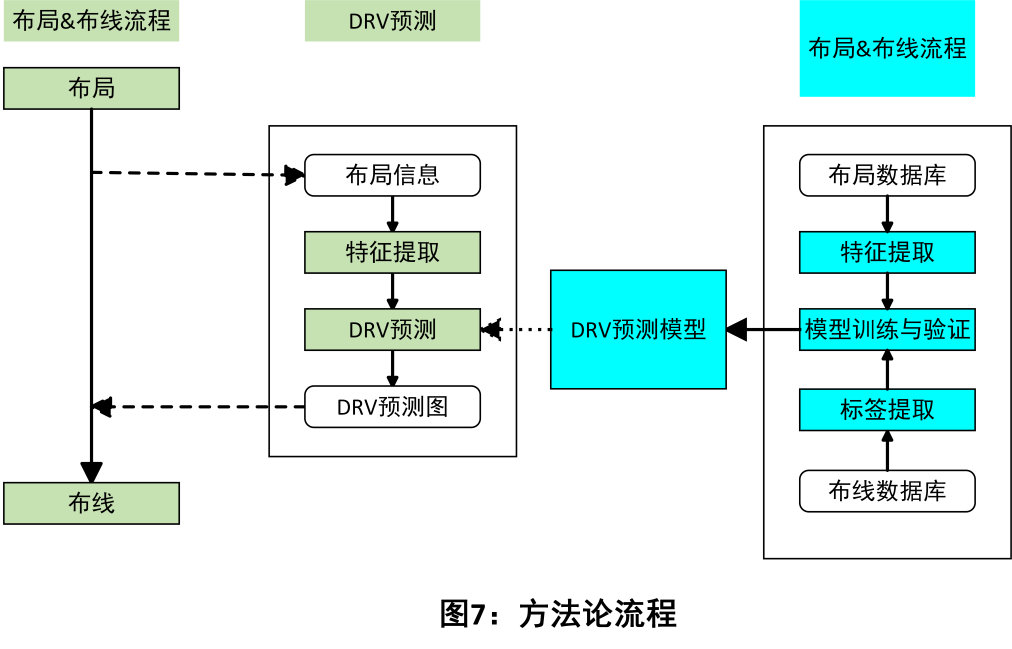 布局&布线流程
DRV预测
布局&布线流程
布局
布线
布局信息
特征提取
DRV预测
DRV预测图
DRV预测模型
布局数据库
特征提取
模型训练与验证
标签提取
布线数据库
图7：方法论流程